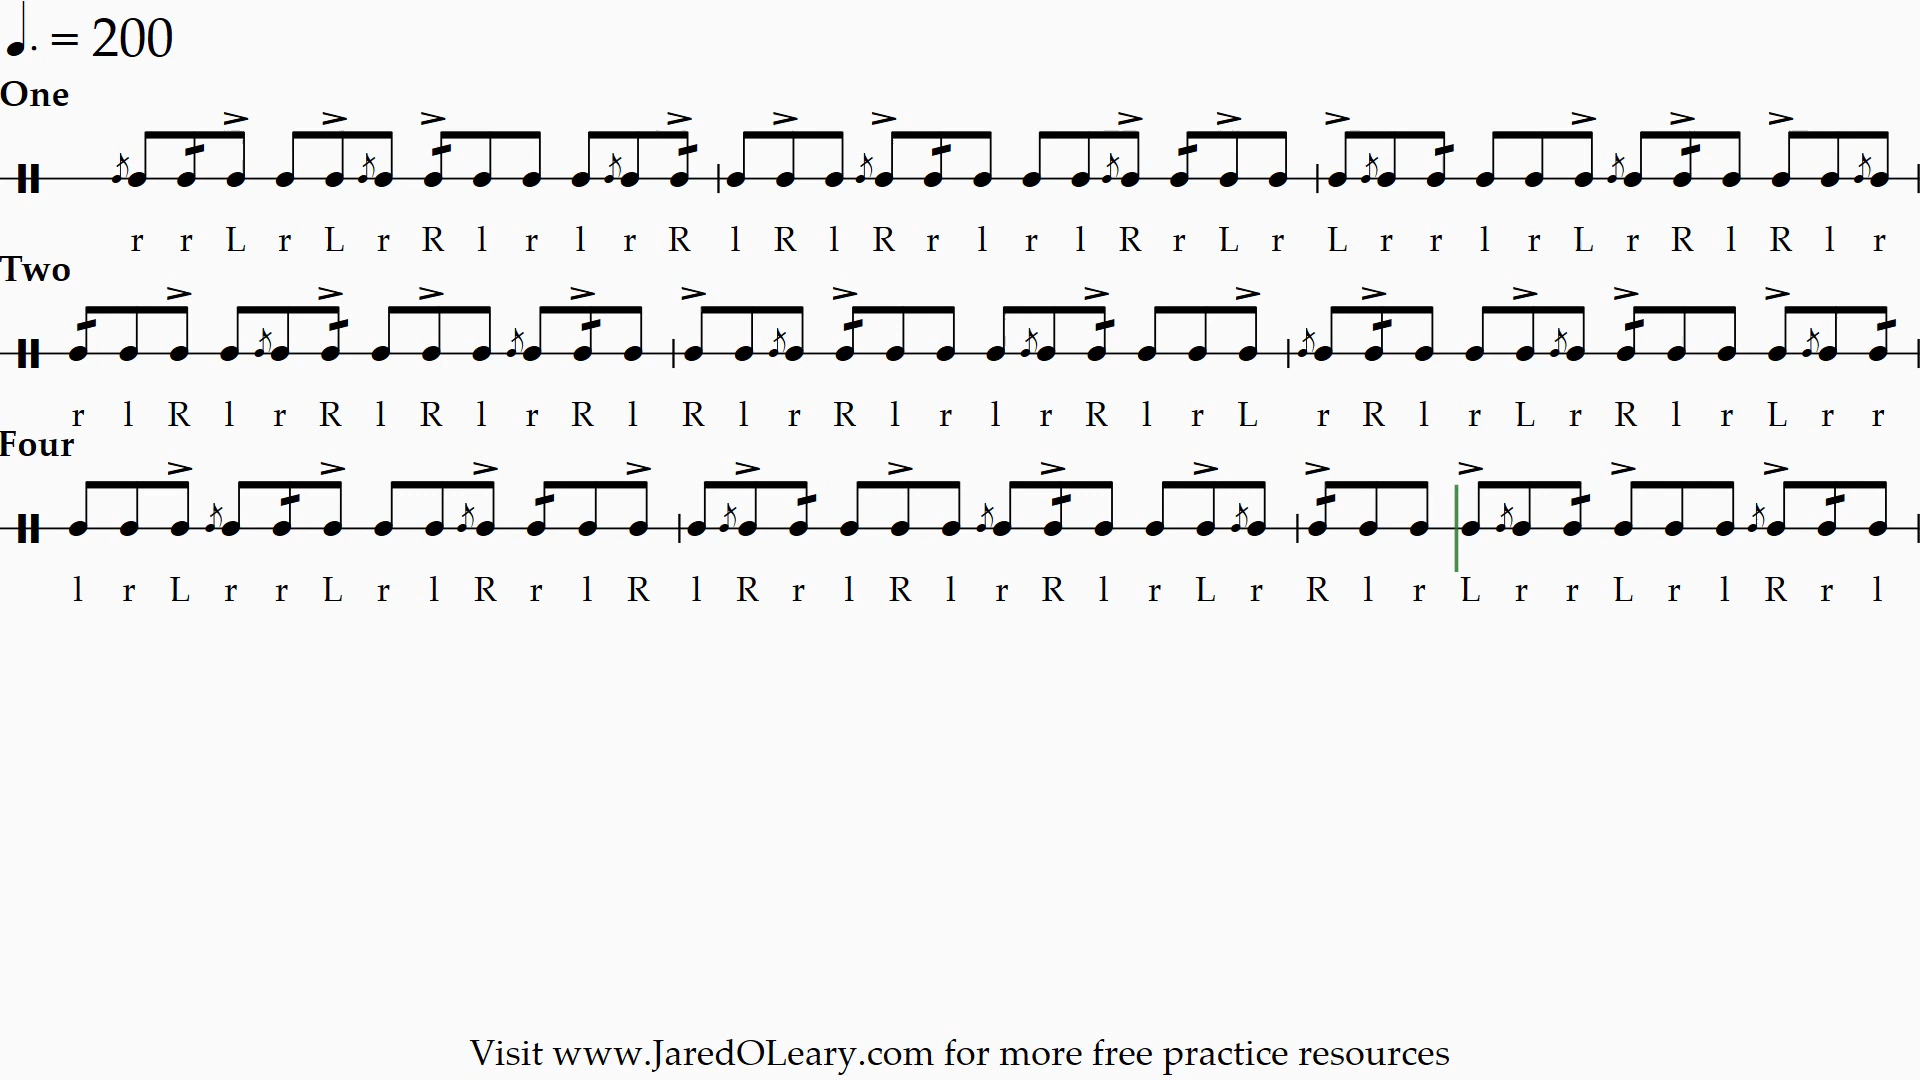 ♩. = 200
One
r r L r L r R l r l r R l R l R r l r l R r L r L r r l r L r R l R l r
Two
r l R l r R l R l r R l R l r R l r l r R l r L r R l r L r R l r L r r
Four
l r L r r L r l R r l R l R r l R l r R l r L r R l r L r r L r l R r l
Visit www.JaredOLeary.com for more free practice resources